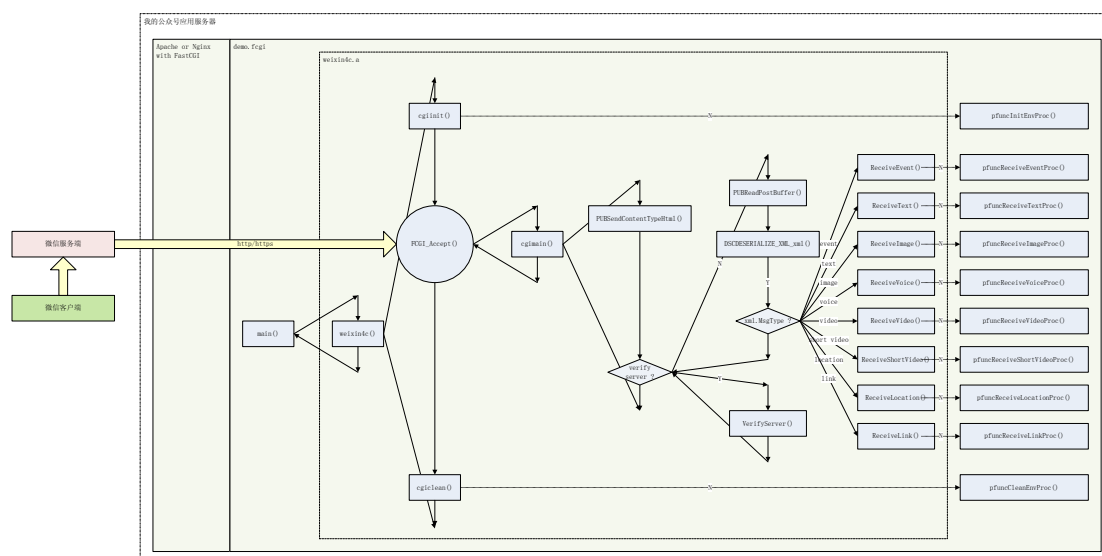 我的公众号应用服务器
Apache or Nginx
with FastCGI
demo.fcgi
weixin4c.a
cgiinit()
N
pfuncInitEnvProc()
ReceiveEvent()
N
pfuncReceiveEventProc()
PUBReadPostBuffer()
ReceiveText()
N
pfuncReceiveTextProc()
PUBSendContentTypeHtml()
微信服务端
http/https
FCGI_Accept()
cgimain()
DSCDESERIALIZE_XML_xml()
event
ReceiveImage()
N
pfuncReceiveImageProc()
N
text
Y
image
ReceiveVoice()
N
pfuncReceiveVoiceProc()
voice
微信客户端
xml.MsgType ?
video
ReceiveVideo()
N
pfuncReceiveVideoProc()
main()
weixin4c()
short video
ReceiveShortVideo()
N
pfuncReceiveShortVideoProc()
location
verify
server ?
Y
link
ReceiveLocation()
N
pfuncReceiveLocationProc()
VerifyServer()
ReceiveLink()
N
pfuncReceiveLinkProc()
cgiclean()
N
pfuncCleanEnvProc()